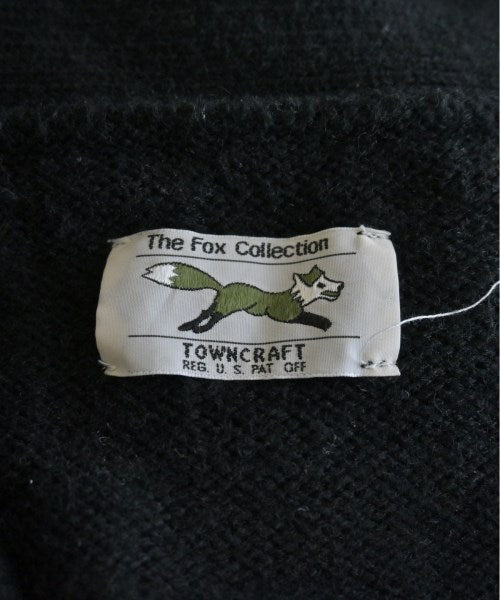 The Fox Collection
TOWNCRAFT
REG. U. S. PAT. OFF